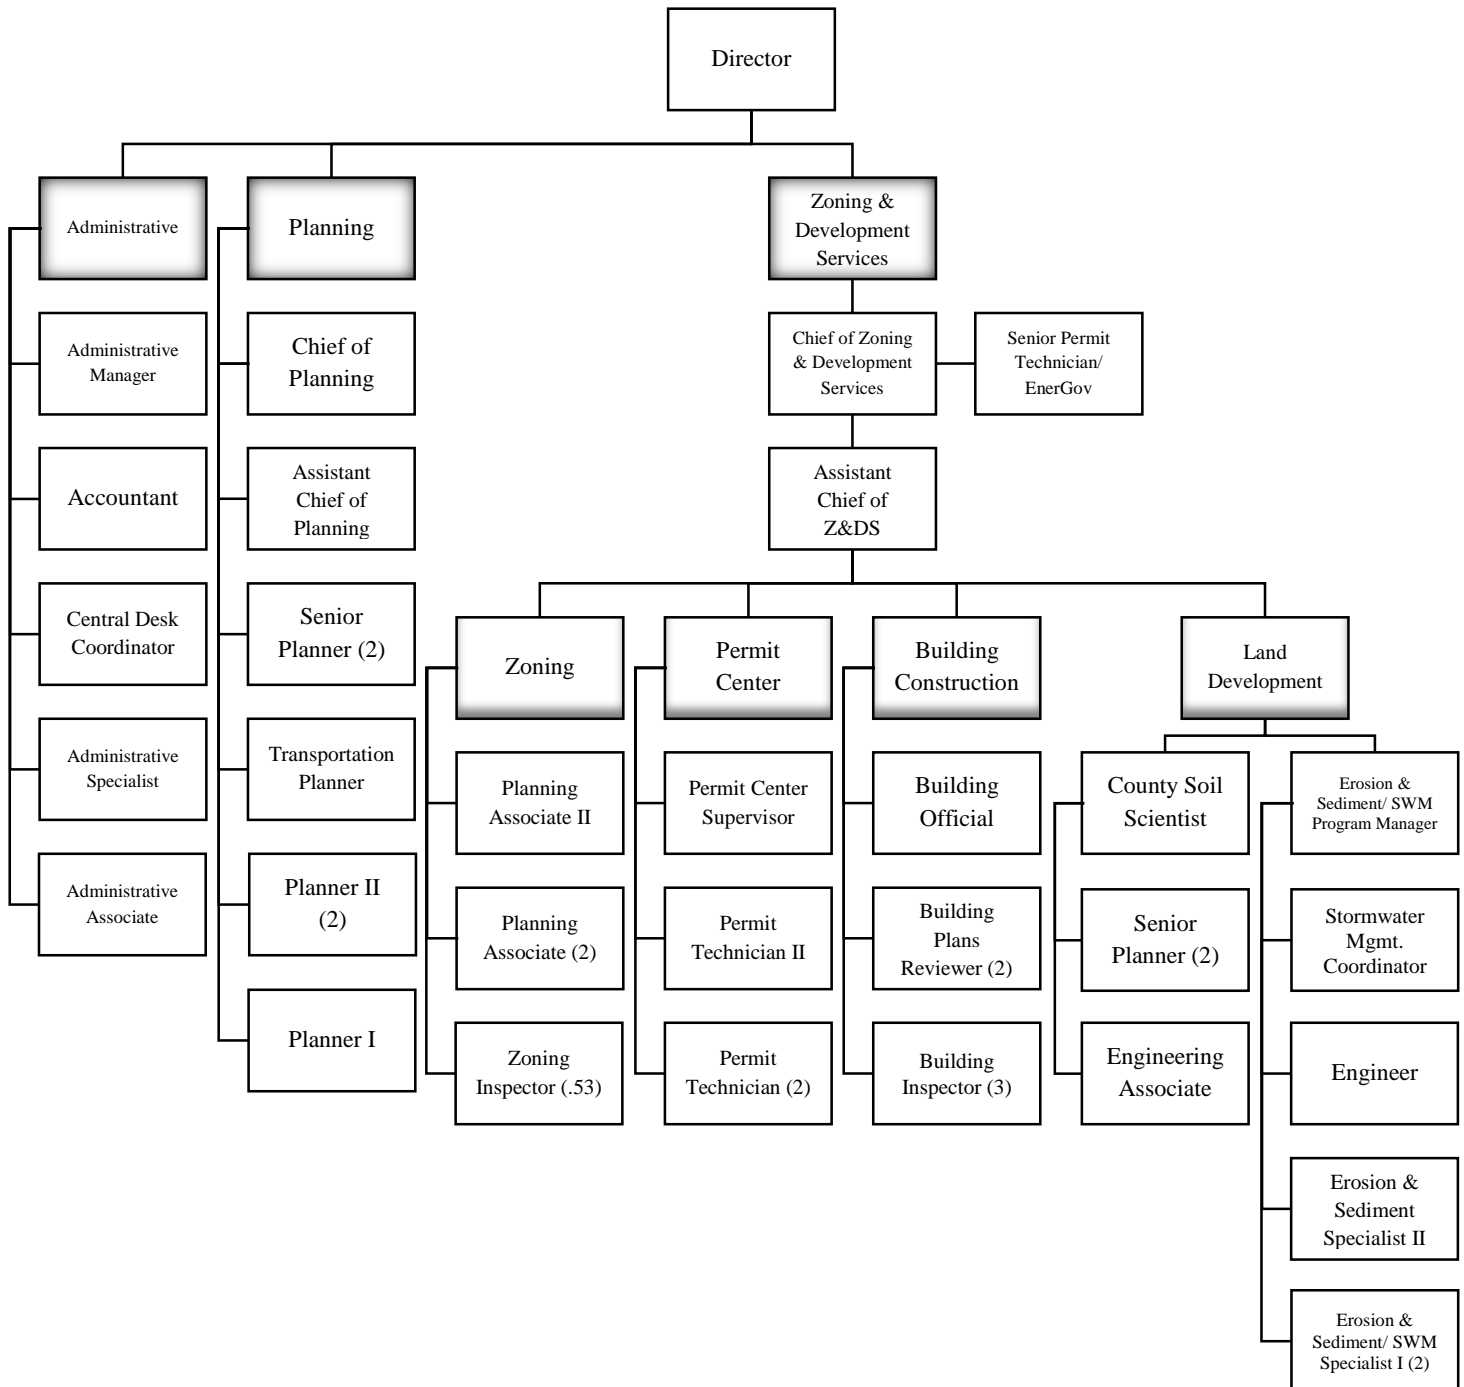 Director
Administrative
Planning
Zoning &
Development
Services
Administrative
Manager
Chief of
Planning
Chief of Zoning
& Development
Services
Senior Permit
Technician/
EnerGov
Accountant
Assistant
Chief of
Planning
Assistant
Chief of
Z&DS
Central Desk
Coordinator
Senior
Planner (2)
Zoning
Permit
Center
Building
Construction
Land
Development
Administrative
Specialist
Transportation
Planner
Planning
Associate II
Permit Center
Supervisor
Building
Official
County Soil
Scientist
Erosion &
Sediment/ SWM
Program Manager
Administrative
Associate
Planner II
(2)
Planning
Associate (2)
Permit
Technician II
Building
Plans
Reviewer (2)
Senior
Planner (2)
Stormwater
Mgmt.
Coordinator
Planner I
Zoning
Inspector (.53)
Permit
Technician (2)
Building
Inspector (3)
Engineering
Associate
Engineer
Erosion &
Sediment
Specialist II
Erosion &
Sediment/ SWM
Specialist I (2)